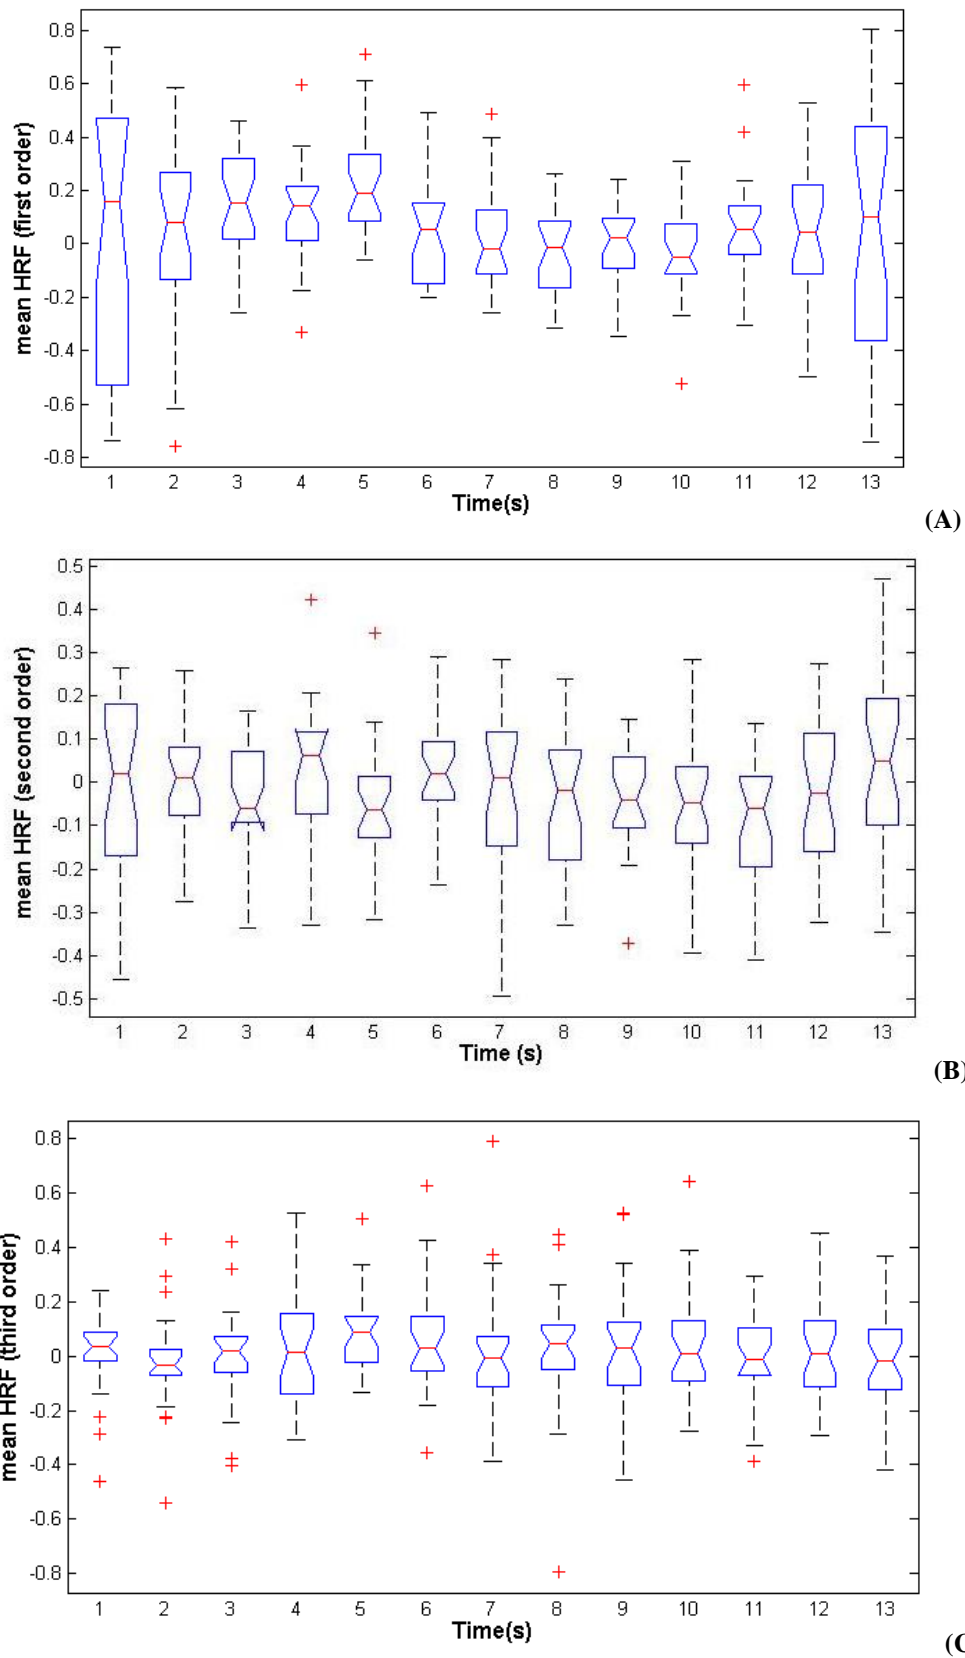 mean HRF (first order)
0.8
0.6
0.4
0.2
0
-0.2
-0.4
-0.6
-0.8
1 2 3 4 5 6 7 8 9 10 11 12 13
Time(s)
(A)
mean HRF (second order)
0.5
0.4
0.3
0.2
0.1
0
-0.1
-0.2
-0.3
-0.4
-0.5
1 2 3 4 5 6 7 8 9 10 11 12 13
Time (s)
(B)
mean HRF (third order)
0.8
0.6
0.4
0.2
0
-0.2
-0.4
-0.6
-0.8
1 2 3 4 5 6 7 8 9 10 11 12 13
Time(s)
(C